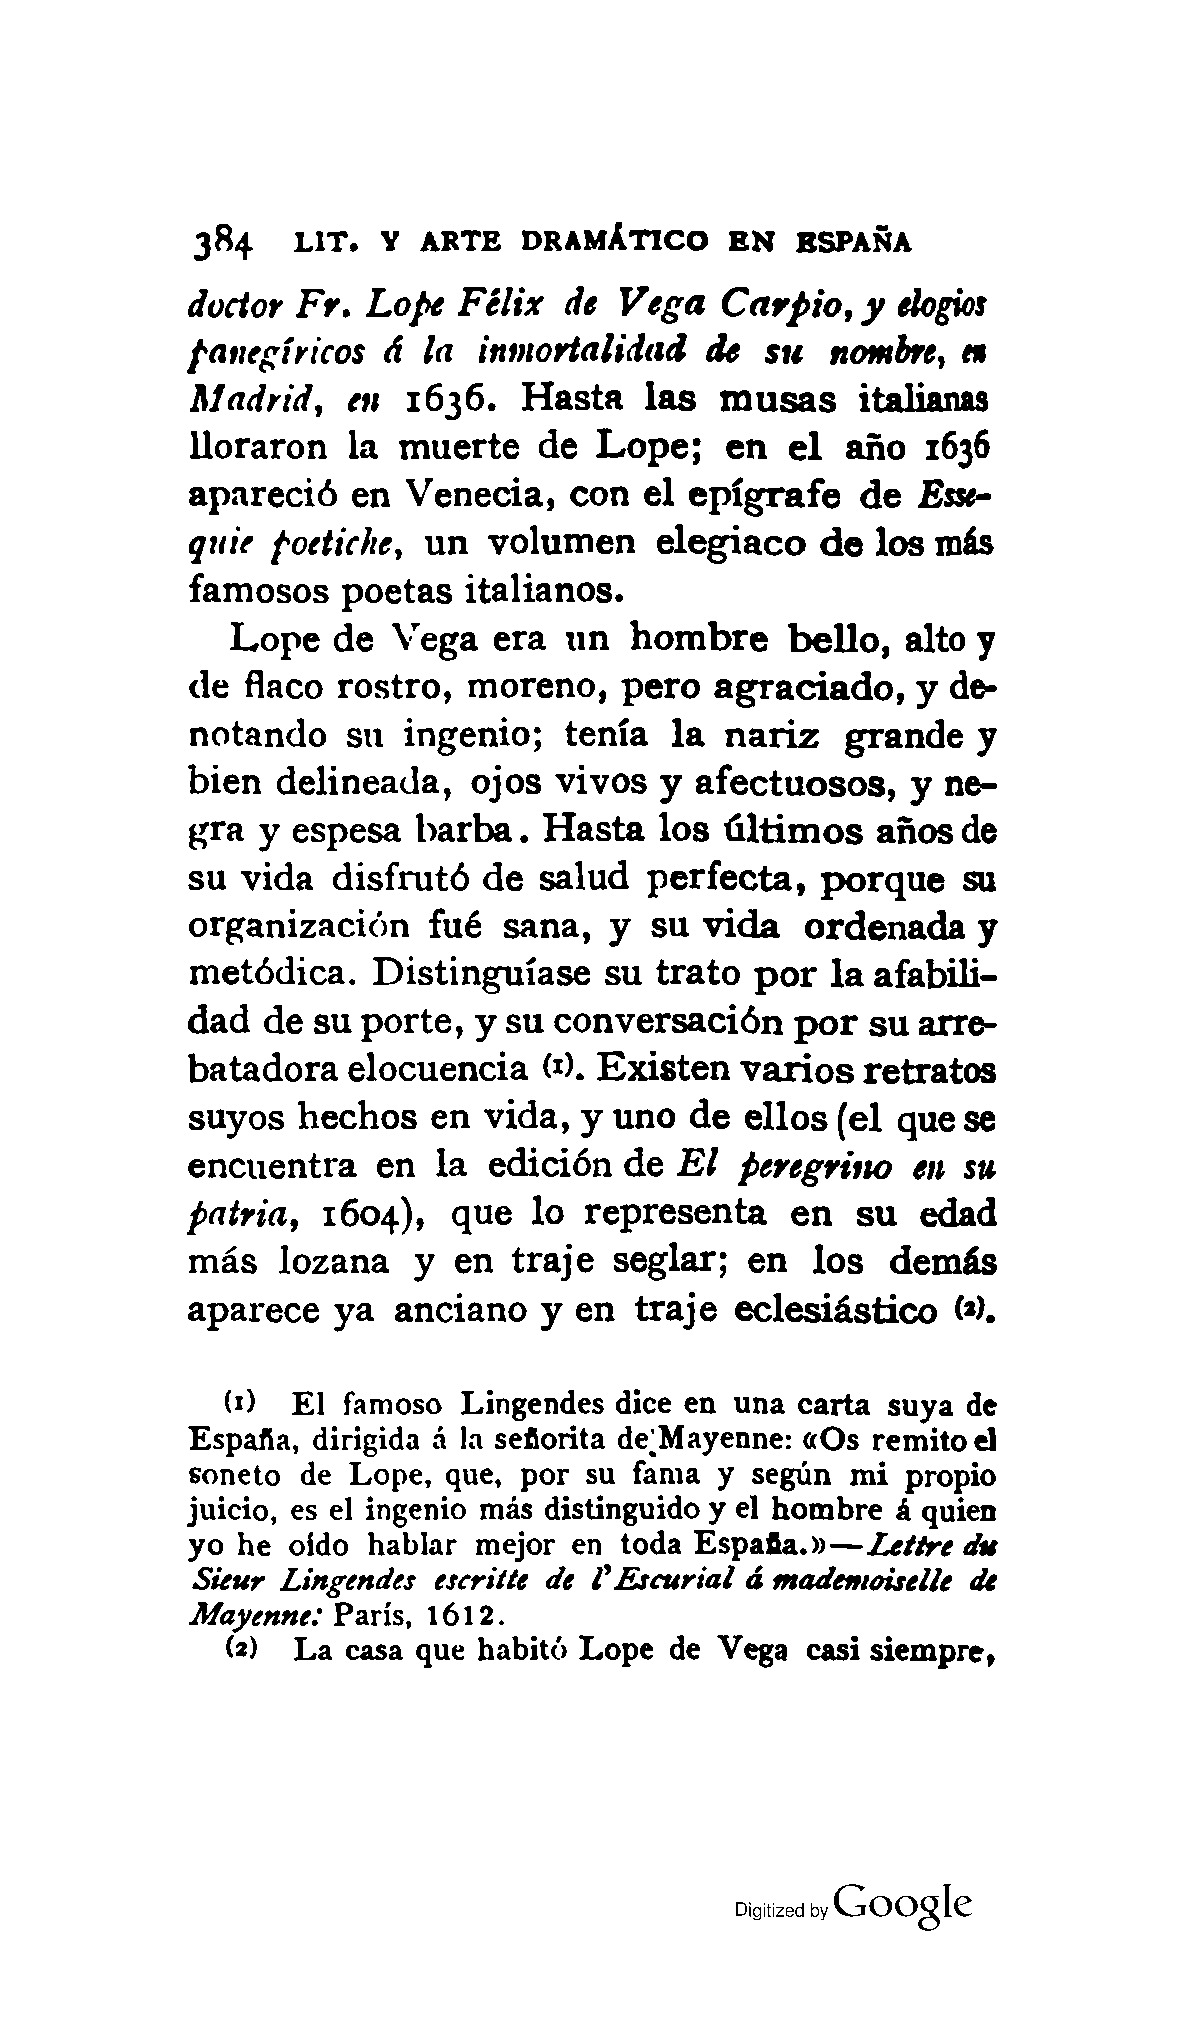 384 LIT. Y ARTE DRAMÁTICO EN ESPAÑA
doctor Fr. Lope Félix de Vega Carpio, y elogios
panegíricos á la inmortalidad de su nombre, en
Madrid, en 1636. Hasta las musas italianas
lloraron la muerte de Lope; en el año 1636
apareció en Venecia, con el epígrafe de Esse-
quie poetiche, un volumen elegiaco de los más
famosos poetas italianos.
Lope de Vega era un hombre bello, alto y
de flaco rostro, moreno, pero agraciado, y de-
notando su ingenio; tenía la nariz grande y
bien delineada, ojos vivos y afectuosos, y ne-
gra y espesa barba. Hasta los últimos años de
su vida disfrutó de salud perfecta, porque su
organización fué sana, y su vida ordenada y
metódica. Distinguíase su trato por la afabili-
dad de su porte, y su conversación por su arre-
batadora elocuencia (1). Existen varios retratos
suyos hechos en vida, y uno de ellos (el que se
encuentra en la edición de El peregrino en su
patria, 1604), que lo representa en su edad
más lozana y en traje seglar; en los demás
aparece ya anciano y en traje eclesiástico (2).
(1) El famoso Lingendes dice en una carta suya de
España, dirigida á la señorita de Mayenne: «Os remito el
soneto de Lope, que, por su fama y según mi propio
juicio, es el ingenio más distinguido y el hombre á quien
yo he oído hablar mejor en toda España.»—Lettre du
Sieur Lingendes escritte de l'Escurial á mademoiselle de
Mayenne: París, 1612.
(2) La casa que habitó Lope de Vega casi siempre,
Digitized by Google